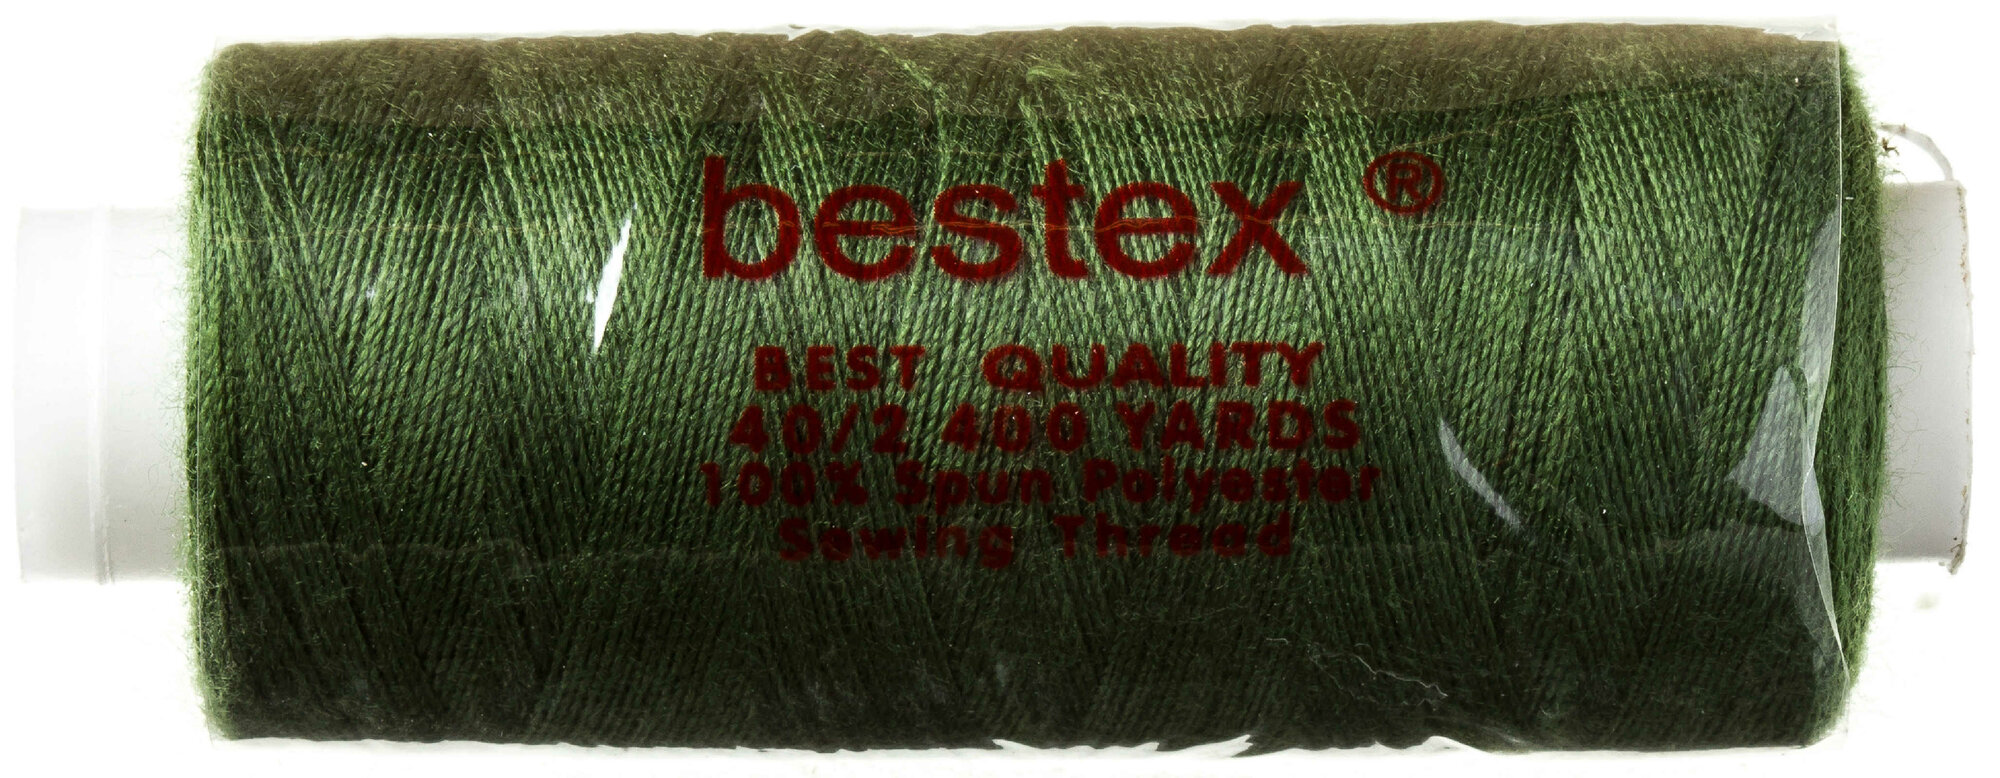 bestex ®
BEST QUALITY
40/2 400 YARDS
100% Spun Polyester
Sewing Thread